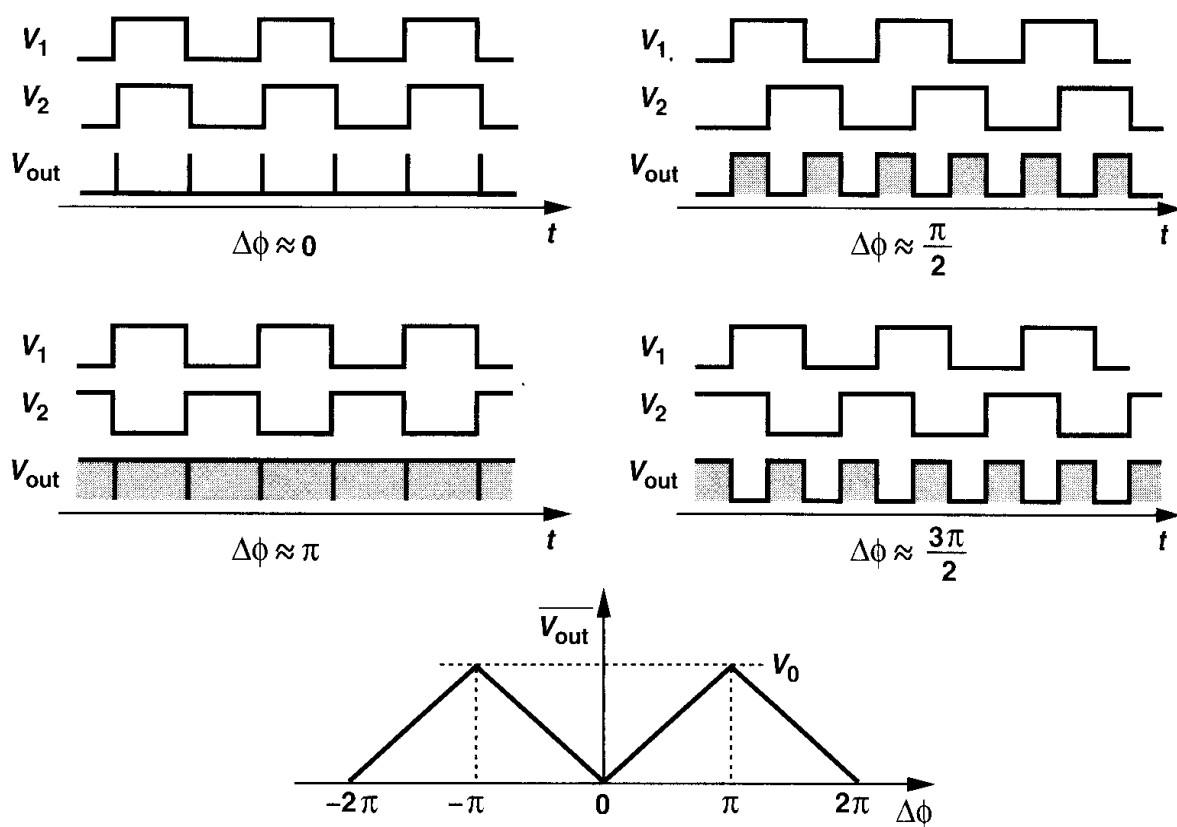 V1
V2
Vout
t
Δϕ ≈ 0
V1
V2
Vout
t
Δϕ ≈ π/2
V1
V2
Vout
t
Δϕ ≈ π
V1
V2
Vout
t
Δϕ ≈ 3π/2
Vout
V0
−2π −π 0 π 2π Δϕ